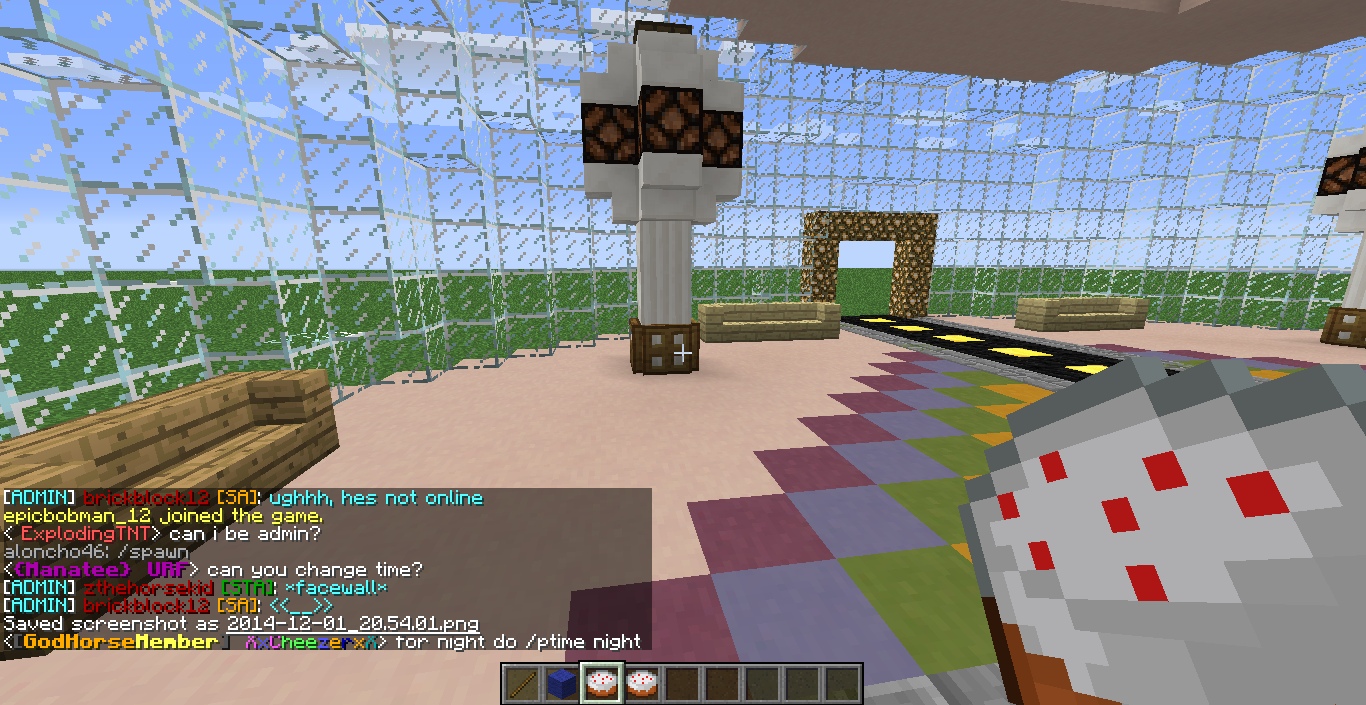 [ADMIN] brickblock12 [SA]: ughhh, hes not online
epicbobman_12 joined the game.
< ExplodingTNT> can i be admin?
aloncho46: /spawn
<{Manatee} URF> can you change time?
[ADMIN] zthehorsekid [STA]: *facewall*
[ADMIN] brickblock12 [SA]: <<__>>
Saved screenshot as 2014-12-01_20.54.01.png
<[GodHorseMember] XxCheezerxX> for night do /ptime night